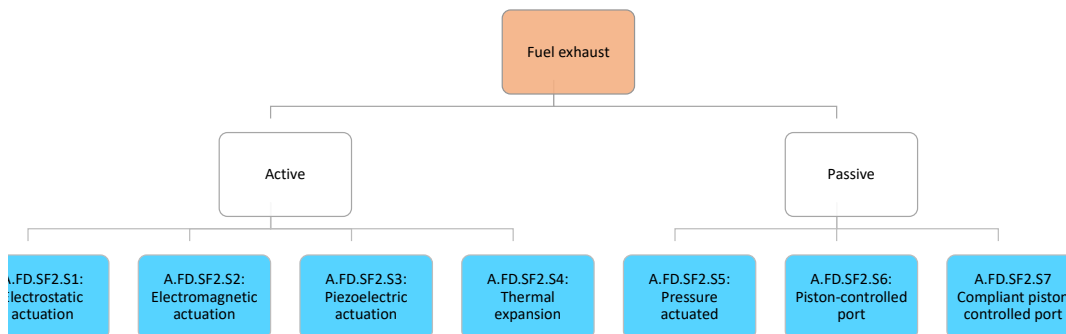 Fuel exhaust
Active
Passive
A.FD.SF2.S1:
Electrostatic
actuation
A.FD.SF2.S2:
Electromagnetic
actuation
A.FD.SF2.S3:
Piezoelectric
actuation
A.FD.SF2.S4:
Thermal
expansion
A.FD.SF2.S5:
Pressure
actuated
A.FD.SF2.S6:
Piston-controlled
port
A.FD.SF2.S7
Compliant piston
controlled port